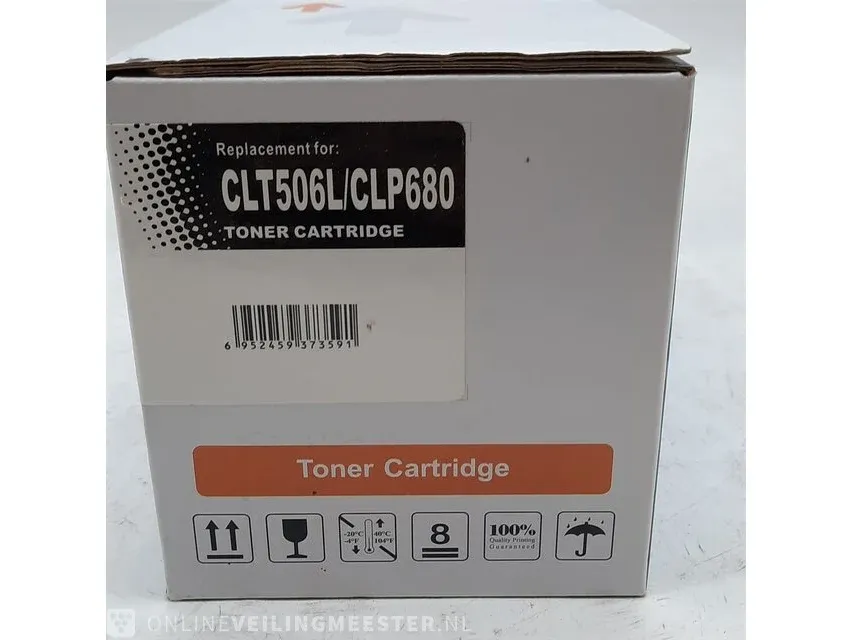 Replacement for:
CLT506L/CLP680
TONER CARTRIDGE
6 952459 373591
Toner Cartridge
-20°C
-4°F
40°C
104°F
8
100%
Quality Printing
Guaranteed
ONLINEVEILINGMEESTER.NL